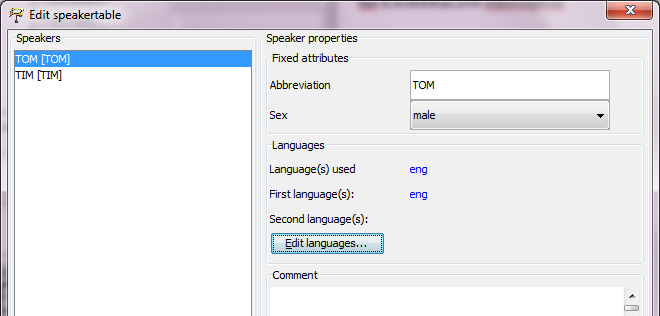 Edit speakertable
Speakers
TOM [TOM]
TIM [TIM]
Speaker properties
Fixed attributes
Abbreviation TOM
Sex male
Languages
Language(s) used eng
First language(s): eng
Second language(s):
Edit languages...
Comment